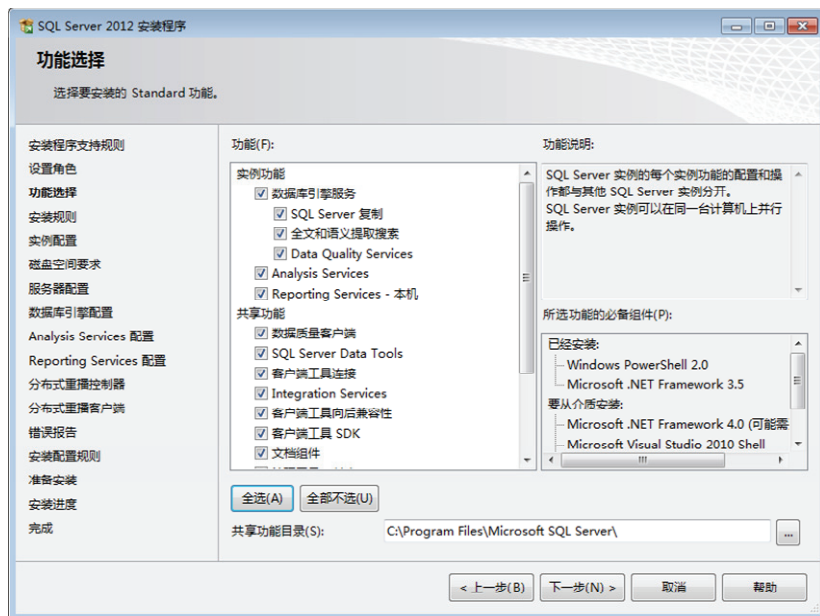 SQL Server 2012 安装程序
功能选择
选择要安装的 Standard 功能。
安装程序支持规则
设置角色
功能选择
安装规则
实例配置
磁盘空间要求
服务器配置
数据库引擎配置
Analysis Services 配置
Reporting Services 配置
分布式重播控制器
分布式重播客户端
错误报告
安装配置规则
准备安装
安装进度
完成
功能(F):
实例功能
数据库引擎服务
SQL Server 复制
全文和语义提取搜索
Data Quality Services
Analysis Services
Reporting Services - 本机
共享功能
数据质量客户端
SQL Server Data Tools
客户端工具连接
Integration Services
客户端工具向后兼容性
客户端工具 SDK
文档组件
功能说明:
SQL Server 实例的每个实例功能的配置和操
作都与其他 SQL Server 实例分开。
SQL Server 实例可以在同一台计算机上并行
操作。
所选功能的必备组件(P):
已经安装:
Windows PowerShell 2.0
Microsoft .NET Framework 3.5
要从介质安装:
Microsoft .NET Framework 4.0 (可能需
Microsoft Visual Studio 2010 Shell
全选(A)
全部不选(U)
共享功能目录(S):
C:\Program Files\Microsoft SQL Server\
...
< 上一步(B)
下一步(N) >
取消
帮助